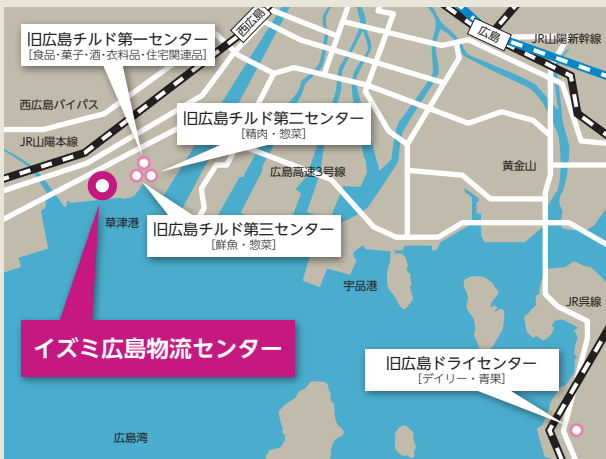 西広島
広島
JR山陽新幹線
旧広島チルド第一センター
[食品・菓子・酒・衣料品・住宅関連品]
西広島バイパス
JR山陽本線
旧広島チルド第二センター
[精肉・惣菜]
広島高速3号線
黄金山
草津港
旧広島チルド第三センター
[鮮魚・惣菜]
宇品港
JR呉線
イズミ広島物流センター
旧広島ドライセンター
[デイリー・青果]
広島湾